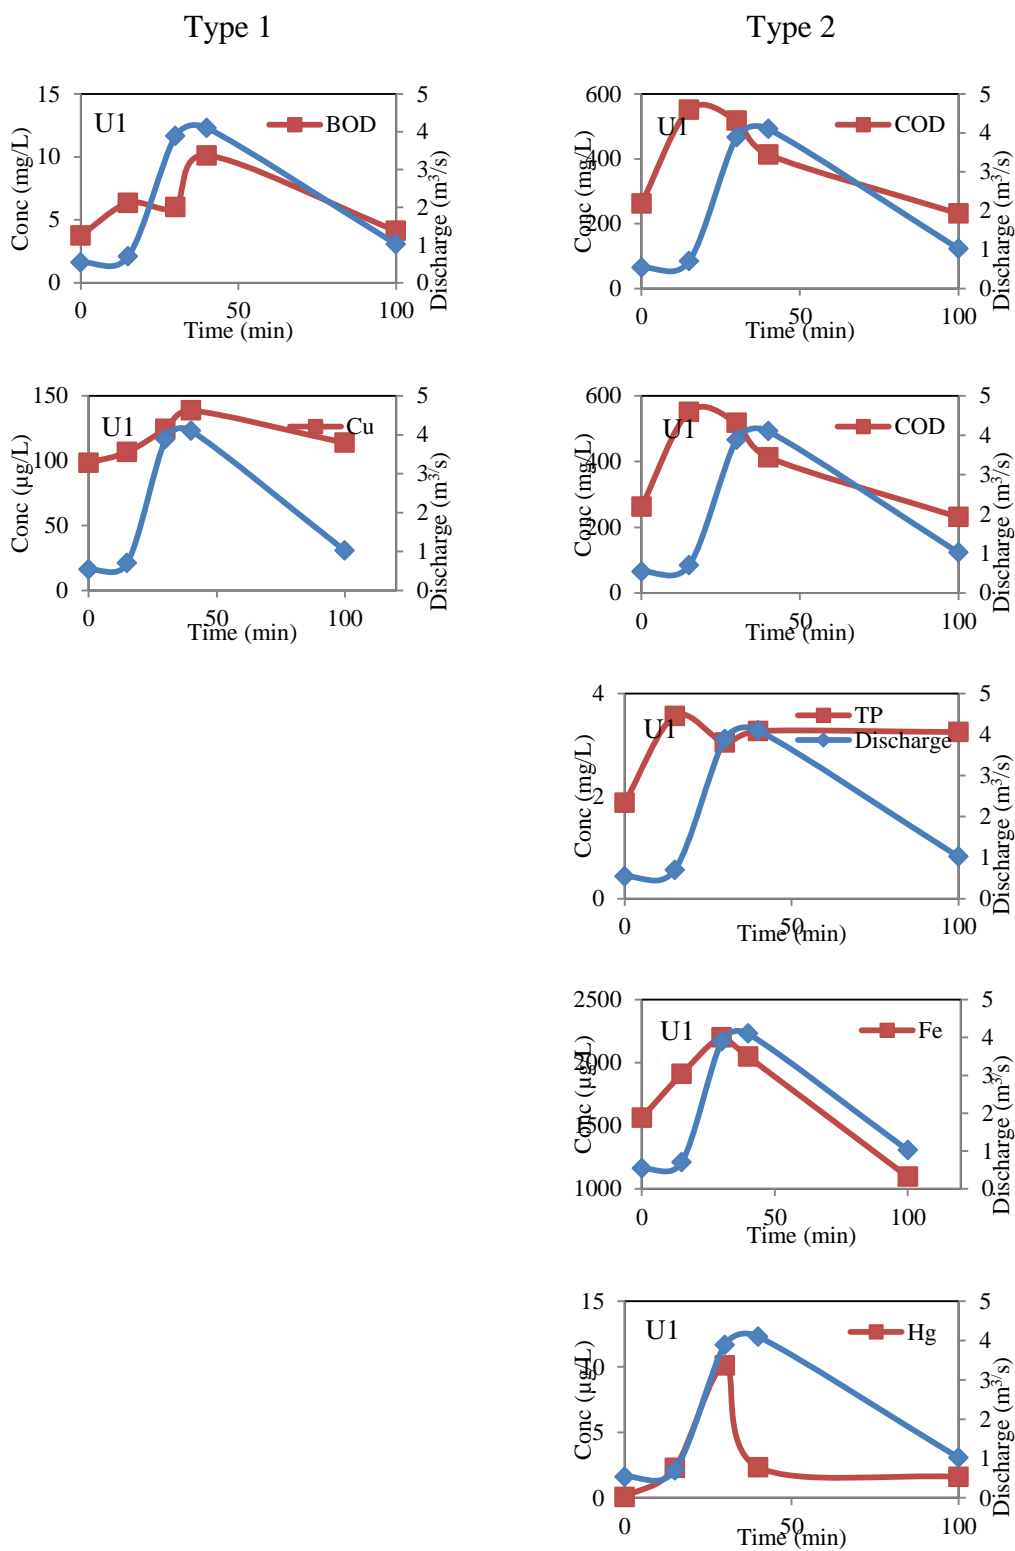 Type 1
Type 2
15
10
5
0
Conc (mg/L)
U1
BOD
5
4
3
2
1
0
Discharge (m³/s)
0
50
100
Time (min)
600
400
200
0
Conc (mg/L)
U1
COD
5
4
3
2
1
0
Discharge (m³/s)
0
50
100
Time (min)
150
100
50
0
Conc (µg/L)
U1
Cu
5
4
3
2
1
0
Discharge (m³/s)
0
50
100
Time (min)
600
400
200
0
Conc (mg/L)
U1
COD
5
4
3
2
1
0
Discharge (m³/s)
0
50
100
Time (min)
4
2
0
Conc (mg/L)
U1
TP
Discharge
5
4
3
2
1
0
Discharge (m³/s)
0
50
100
Time (min)
2500
2000
1500
1000
Conc (µg/L)
U1
Fe
5
4
3
2
1
0
Discharge (m³/s)
0
50
100
Time (min)
15
10
5
0
Conc (µg/L)
U1
Hg
5
4
3
2
1
0
Discharge (m³/s)
0
50
100
Time (min)